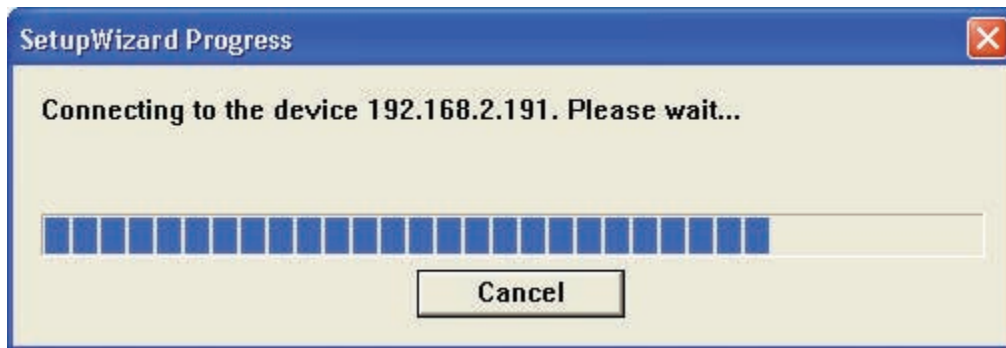 SetupWizard Progress
Connecting to the device 192.168.2.191. Please wait...
Cancel